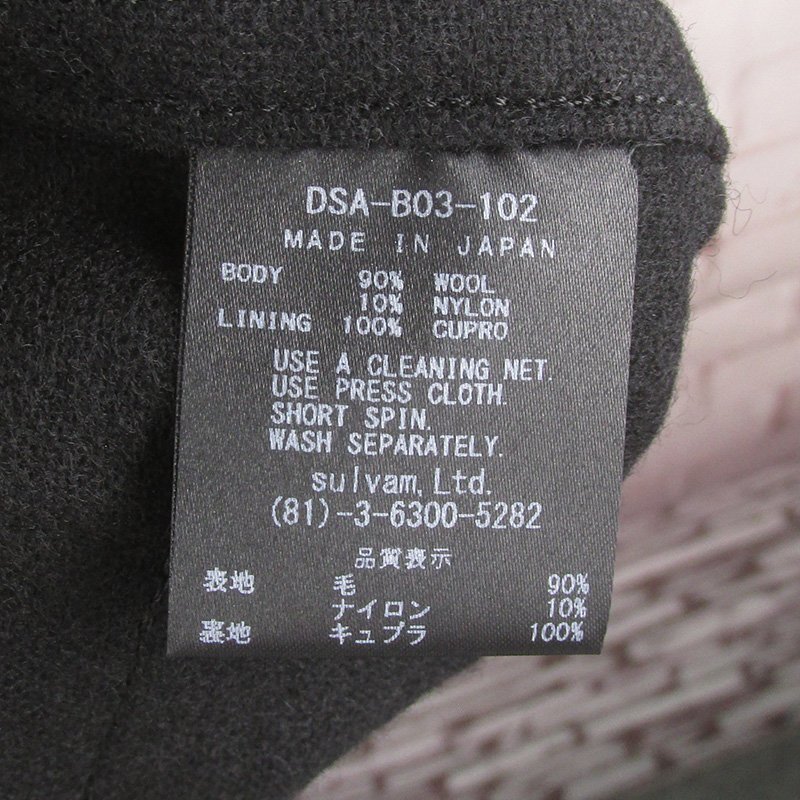 DSA-B03-102
MADE IN JAPAN
BODY 90% WOOL
10% NYLON
LINING 100% CUPRO
USE A CLEANING NET.
USE PRESS CLOTH.
SHORT SPIN.
WASH SEPARATELY.
sulvam,Ltd.
(81)-3-6300-5282
品質表示
表地 毛 90%
ナイロン 10%
裏地 キュプラ 100%